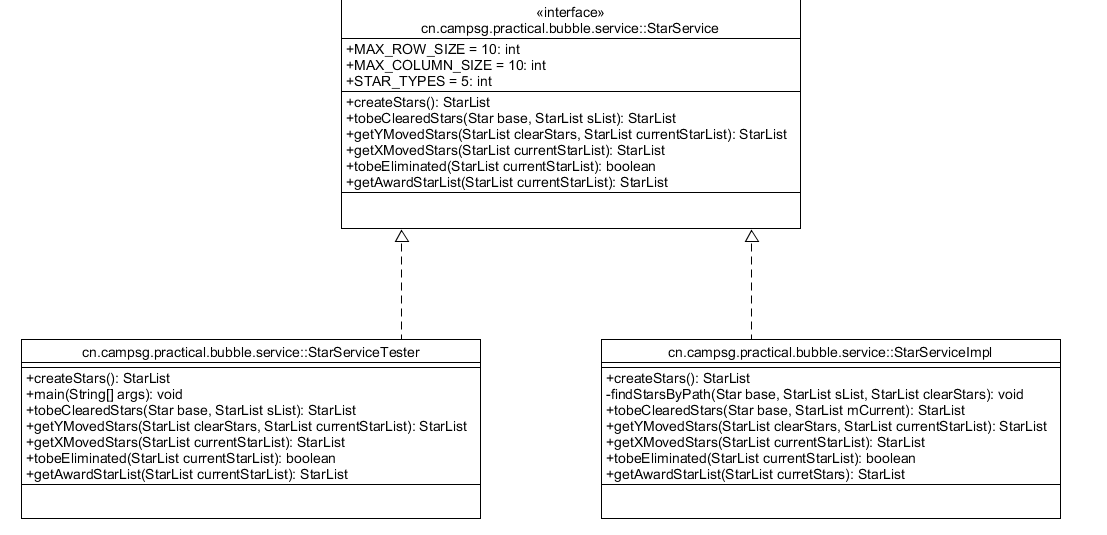 «interface»
cn.campsg.practical.bubble.service::StarService
+MAX_ROW_SIZE = 10: int
+MAX_COLUMN_SIZE = 10: int
+STAR_TYPES = 5: int
+createStars(): StarList
+tobeClearedStars(Star base, StarList sList): StarList
+getYMovedStars(StarList clearStars, StarList currentStarList): StarList
+getXMovedStars(StarList currentStarList): StarList
+tobeEliminated(StarList currentStarList): boolean
+getAwardStarList(StarList currentStarList): StarList
cn.campsg.practical.bubble.service::StarServiceTester
+createStars(): StarList
+main(String[] args): void
+tobeClearedStars(Star base, StarList sList): StarList
+getYMovedStars(StarList clearStars, StarList currentStarList): StarList
+getXMovedStars(StarList currentStarList): StarList
+tobeEliminated(StarList currentStarList): boolean
+getAwardStarList(StarList currentStarList): StarList
cn.campsg.practical.bubble.service::StarServiceImpl
+createStars(): StarList
-findStarsByPath(Star base, StarList sList, StarList clearStars): void
+tobeClearedStars(Star base, StarList mCurrent): StarList
+getYMovedStars(StarList clearStars, StarList currentStarList): StarList
+getXMovedStars(StarList currentStarList): StarList
+tobeEliminated(StarList currentStarList): boolean
+getAwardStarList(StarList curretStars): StarList